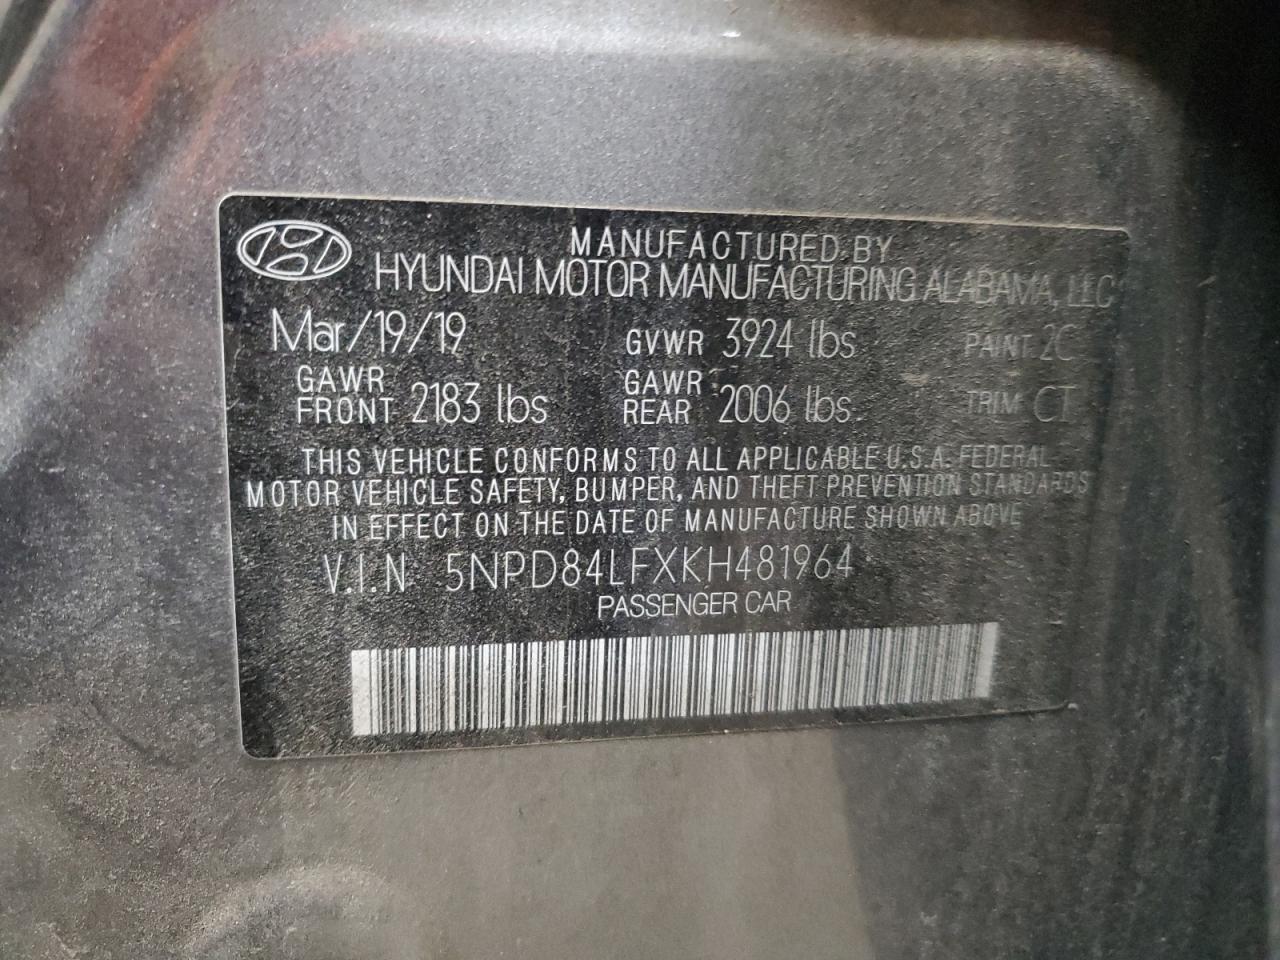 MANUFACTURED BY
HYUNDAI MOTOR MANUFACTURING ALABAMA, LLC
Mar/19/19 GVWR 3924 lbs PAINT 2C
GAWR FRONT 2183 lbs GAWR REAR 2006 lbs TRIM CT
THIS VEHICLE CONFORMS TO ALL APPLICABLE U.S.A. FEDERAL
MOTOR VEHICLE SAFETY, BUMPER, AND THEFT PREVENTION STANDARDS
IN EFFECT ON THE DATE OF MANUFACTURE SHOWN ABOVE
V.I.N 5NPD84LFXKH481964
PASSENGER CAR